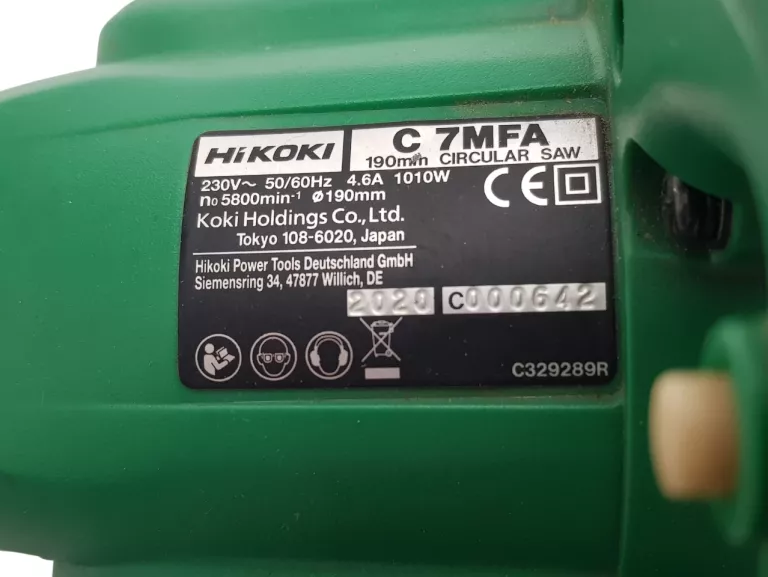 HiKOKI
C 7MFA
190mm CIRCULAR SAW
230V～ 50/60Hz 4.6A 1010W
n₀ 5800min⁻¹ ø190mm
CE
Koki Holdings Co., Ltd.
Tokyo 108-6020, Japan
Hikoki Power Tools Deutschland GmbH
Siemensring 34, 47877 Willich, DE
2020 C000642
C329289R